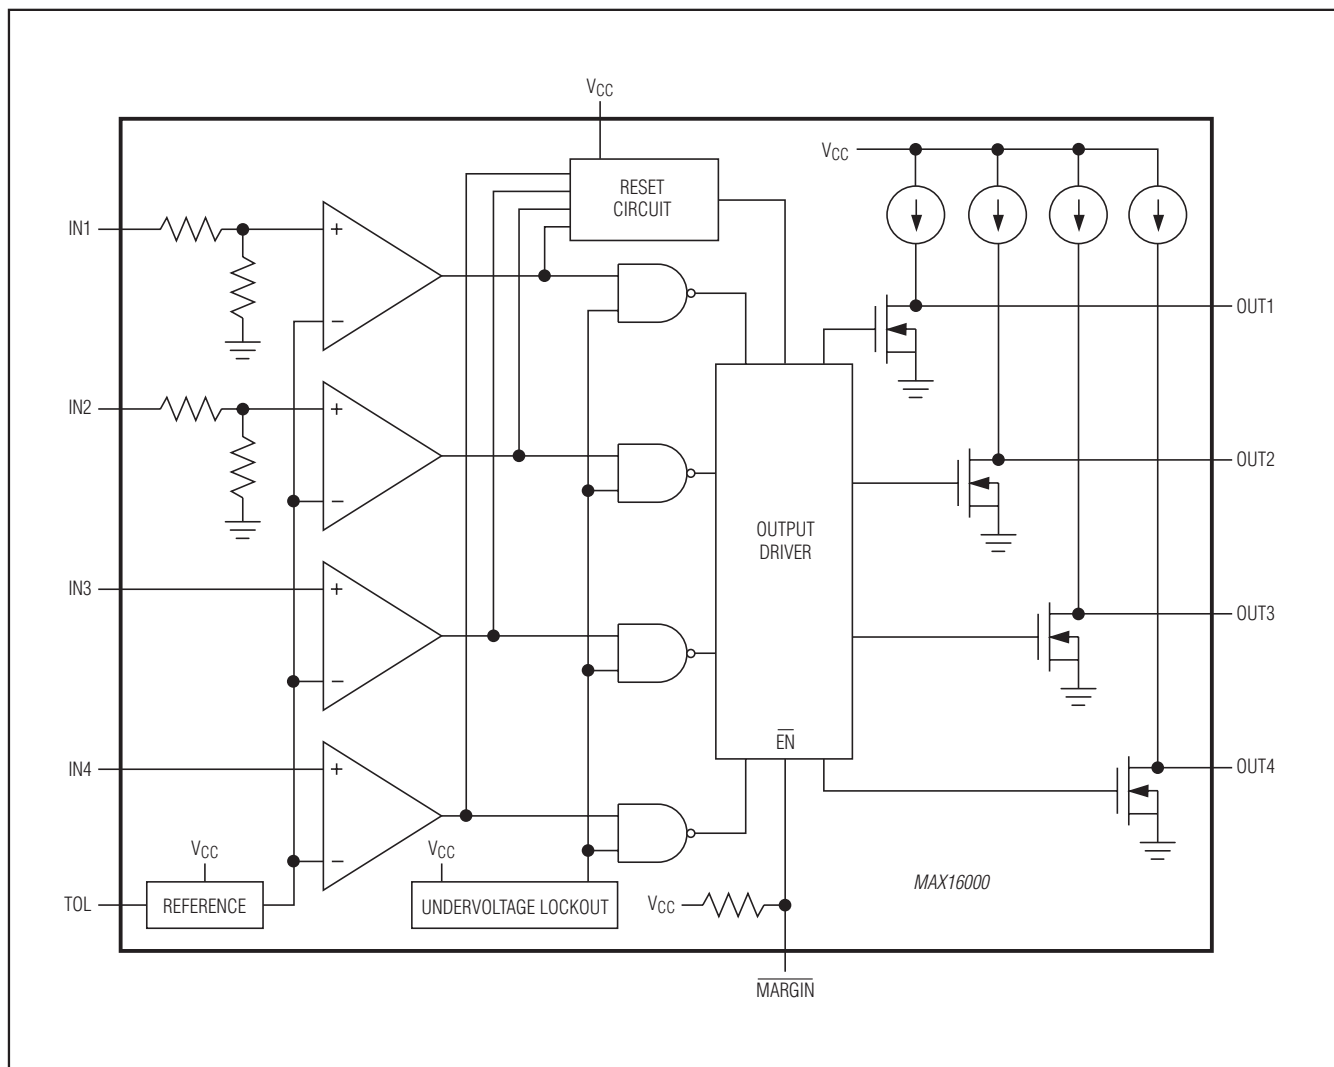 VCC
VCC
RESET
CIRCUIT
IN1
+
−
OUT1
IN2
+
−
OUT2
OUTPUT
DRIVER
IN3
+
−
OUT3
EN
IN4
+
−
OUT4
VCC
VCC
MAX16000
TOL
REFERENCE
UNDERVOLTAGE LOCKOUT
VCC
MARGIN